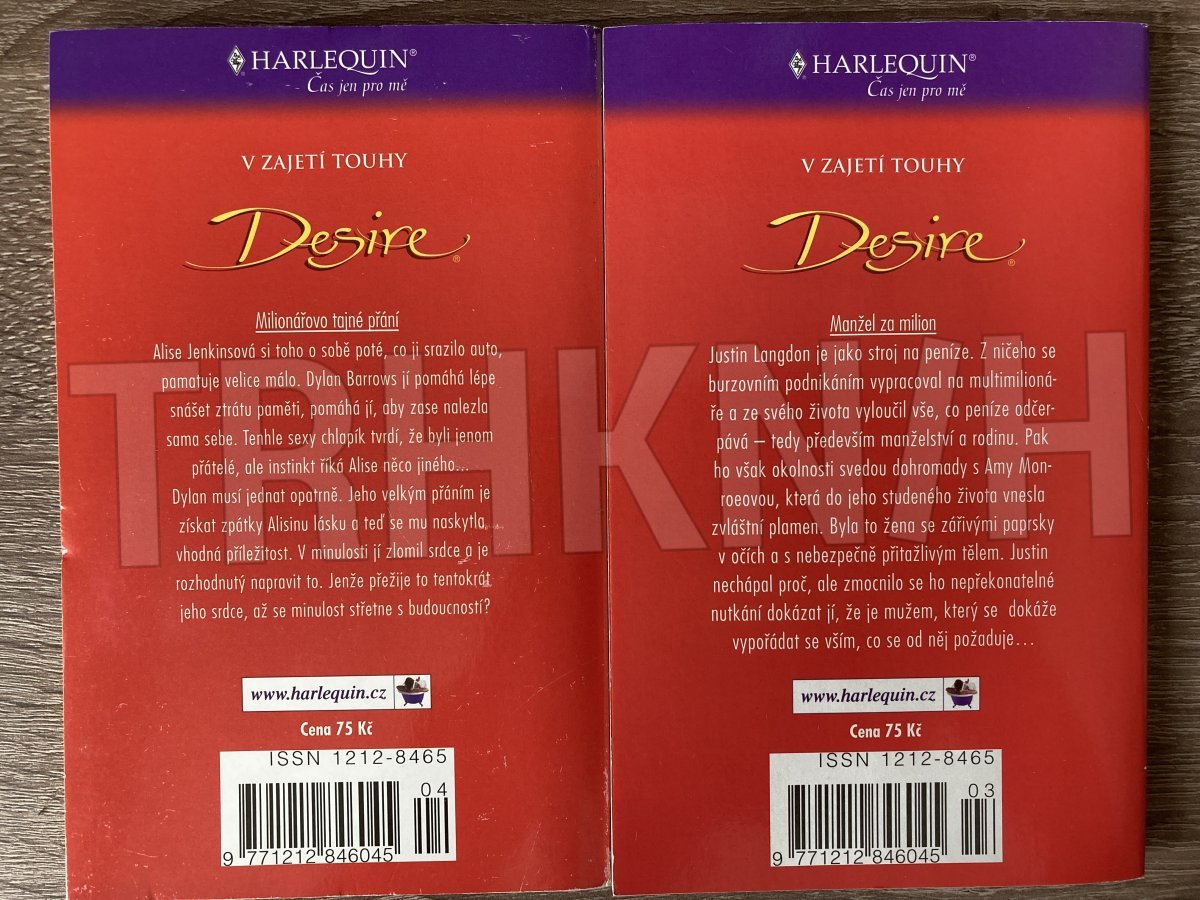 HARLEQUIN®
Čas jen pro mě
V ZAJETÍ TOUHY
Desire®
Milionářovo tajné přání
Alise Jenkinsová si toho o sobě poté, co ji srazilo auto,
pamatuje velice málo. Dylan Barrows jí pomáhá lépe
snášet ztrátu paměti, pomáhá jí, aby zase nalezla
sama sebe. Tenhle sexy chlapík tvrdí, že byli jenom
přátelé, ale instinkt říká Alise něco jiného...
Dylan musí jednat opatrně. Jeho velkým přáním je
získat zpátky Alisinu lásku a teď se mu naskytla
vhodná příležitost. V minulosti jí zlomil srdce a je
rozhodnutý napravit to. Jenže přežije to tentokrát
jeho srdce, až se minulost střetne s budoucností?
www.harlequin.cz
Cena 75 Kč
ISSN 1212-8465
04
9 771212 846045
HARLEQUIN®
Čas jen pro mě
V ZAJETÍ TOUHY
Desire®
Manžel za milion
Justin Langdon je jako stroj na peníze. Z ničeho se
burzovním podnikáním vypracoval na multimilioná-
ře a ze svého života vyloučil vše, co peníze odčer-
pává – tedy především manželství a rodinu. Pak
ho však okolnosti svedou dohromady s Amy Mon-
roeovou, která do jeho studeného života vnesla
zvláštní plamen. Byla to žena se zářivými paprsky
v očích a s nebezpečně přitažlivým tělem. Justin
nechápal proč, ale zmocnilo se ho nepřekonatelné
nutkání dokázat jí, že je mužem, který se dokáže
vypořádat se vším, co se od něj požaduje...
www.harlequin.cz
Cena 75 Kč
ISSN 1212-8465
03
9 771212 846045
TRHKNIH